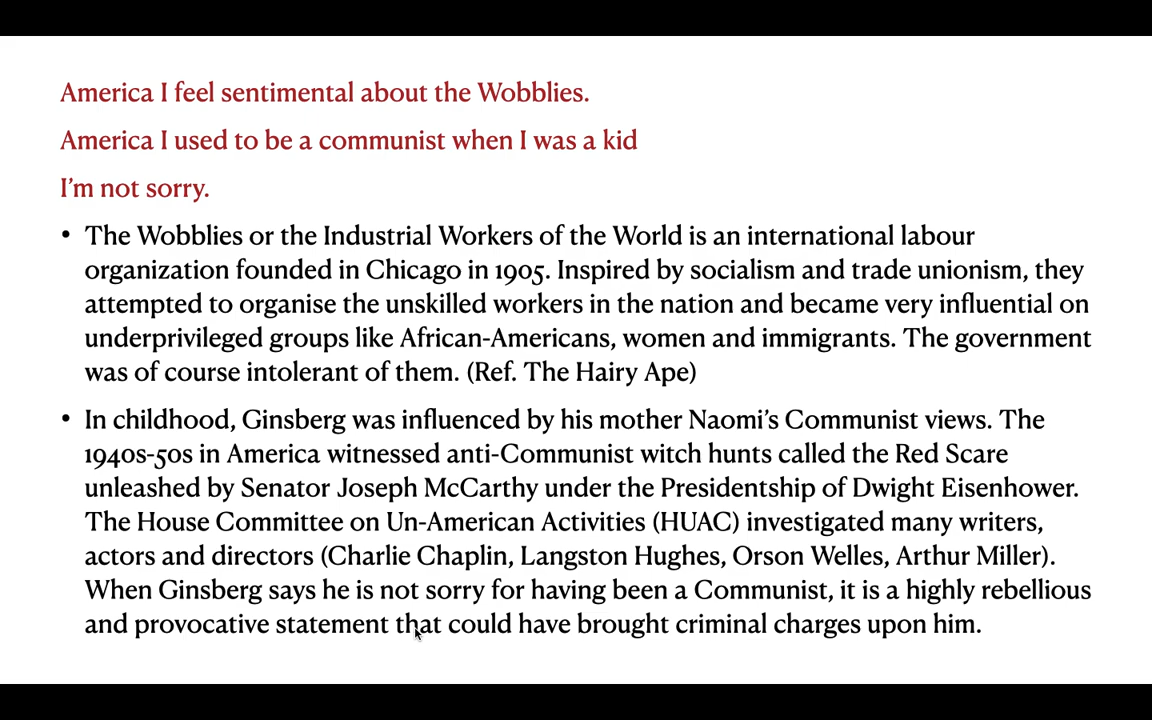 America I feel sentimental about the Wobblies.
America I used to be a communist when I was a kid
I'm not sorry.
• The Wobblies or the Industrial Workers of the World is an international labour
organization founded in Chicago in 1905. Inspired by socialism and trade unionism, they
attempted to organise the unskilled workers in the nation and became very influential on
underprivileged groups like African-Americans, women and immigrants. The government
was of course intolerant of them. (Ref. The Hairy Ape)
• In childhood, Ginsberg was influenced by his mother Naomi's Communist views. The
1940s-50s in America witnessed anti-Communist witch hunts called the Red Scare
unleashed by Senator Joseph McCarthy under the Presidentship of Dwight Eisenhower.
The House Committee on Un-American Activities (HUAC) investigated many writers,
actors and directors (Charlie Chaplin, Langston Hughes, Orson Welles, Arthur Miller).
When Ginsberg says he is not sorry for having been a Communist, it is a highly rebellious
and provocative statement that could have brought criminal charges upon him.